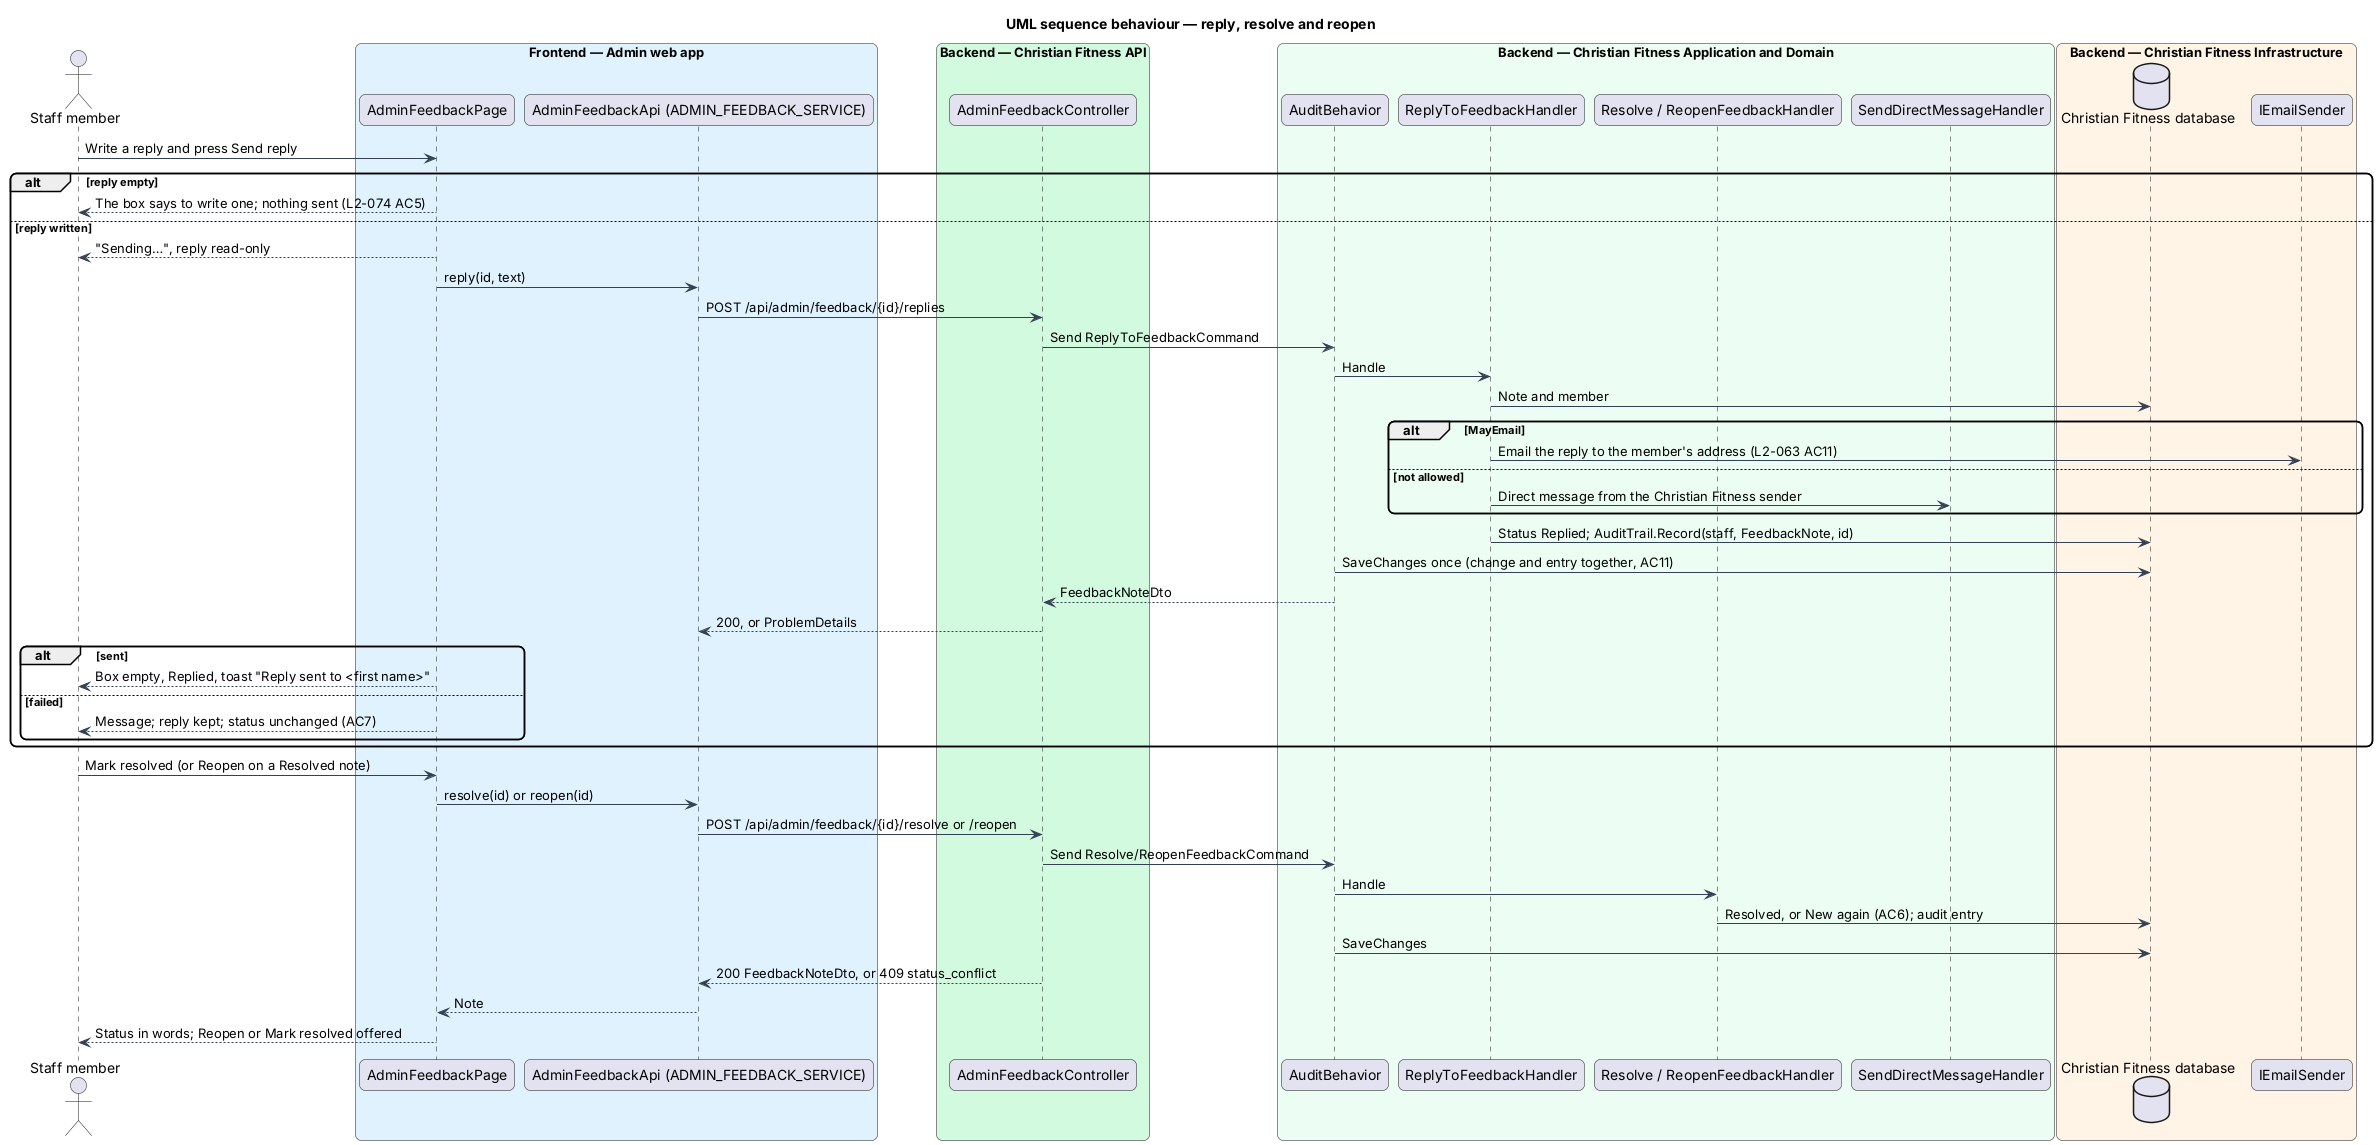 UML sequence behaviour — reply, resolve and reopen
Frontend — Admin web app
Backend — Christian Fitness API
Backend — Christian Fitness Application and Domain
Backend — Christian Fitness Infrastructure
Staff member
AdminFeedbackPage
AdminFeedbackApi (ADMIN_FEEDBACK_SERVICE)
AdminFeedbackController
AuditBehavior
ReplyToFeedbackHandler
Resolve / ReopenFeedbackHandler
SendDirectMessageHandler
Christian Fitness database
IEmailSender
Write a reply and press Send reply
alt
[reply empty]
The box says to write one; nothing sent (L2-074 AC5)
[reply written]
"Sending…", reply read-only
reply(id, text)
POST /api/admin/feedback/{id}/replies
Send ReplyToFeedbackCommand
Handle
Note and member
alt
[MayEmail]
Email the reply to the member's address (L2-063 AC11)
[not allowed]
Direct message from the Christian Fitness sender
Status Replied; AuditTrail.Record(staff, FeedbackNote, id)
SaveChanges once (change and entry together, AC11)
FeedbackNoteDto
200, or ProblemDetails
alt
[sent]
Box empty, Replied, toast "Reply sent to <first name>"
[failed]
Message; reply kept; status unchanged (AC7)
Mark resolved (or Reopen on a Resolved note)
resolve(id) or reopen(id)
POST /api/admin/feedback/{id}/resolve or /reopen
Send Resolve/ReopenFeedbackCommand
Handle
Resolved, or New again (AC6); audit entry
SaveChanges
200 FeedbackNoteDto, or 409 status_conflict
Note
Status in words; Reopen or Mark resolved offered
Staff member
AdminFeedbackPage
AdminFeedbackApi (ADMIN_FEEDBACK_SERVICE)
AdminFeedbackController
AuditBehavior
ReplyToFeedbackHandler
Resolve / ReopenFeedbackHandler
SendDirectMessageHandler
Christian Fitness database
IEmailSender